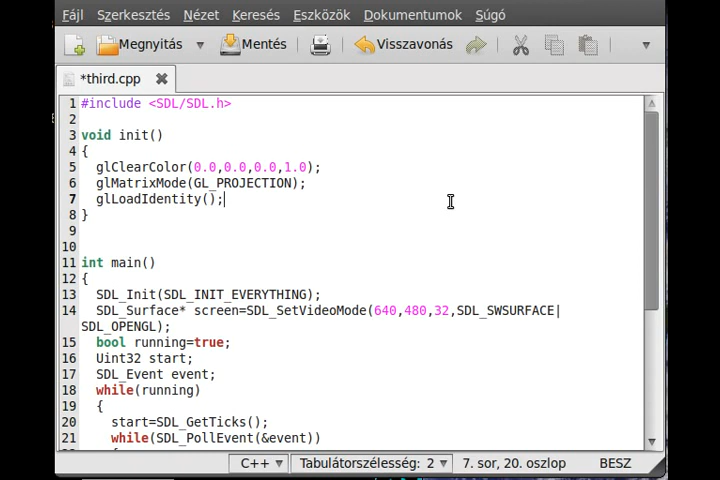 Fájl Szerkesztés Nézet Keresés Eszközök Dokumentumok Súgó
Megnyitás Mentés Visszavonás
*third.cpp
1 #include <SDL/SDL.h>
2
3 void init()
4 {
5 glClearColor(0.0,0.0,0.0,1.0);
6 glMatrixMode(GL_PROJECTION);
7 glLoadIdentity();
8 }
9
10
11 int main()
12 {
13 SDL_Init(SDL_INIT_EVERYTHING);
14 SDL_Surface* screen=SDL_SetVideoMode(640,480,32,SDL_SWSURFACE|
SDL_OPENGL);
15 bool running=true;
16 Uint32 start;
17 SDL_Event event;
18 while(running)
19 {
20 start=SDL_GetTicks();
21 while(SDL_PollEvent(&event))
C++ Tabulátorszélesség: 2 7. sor, 20. oszlop BESZ